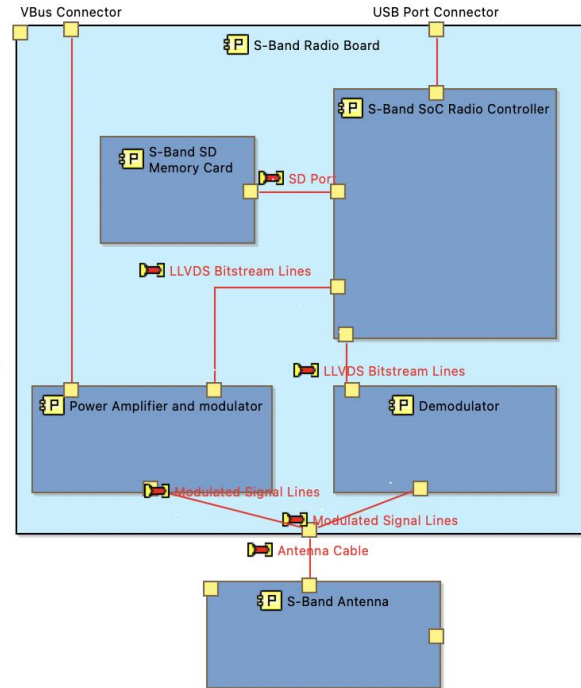 VBus Connector
USB Port Connector
P S-Band Radio Board
P S-Band SoC Radio Controller
P S-Band SD
Memory Card
SD Port
LLVDS Bitstream Lines
LLVDS Bitstream Lines
P Power Amplifier and modulator
P Demodulator
Modulated Signal Lines
Modulated Signal Lines
Antenna Cable
P S-Band Antenna